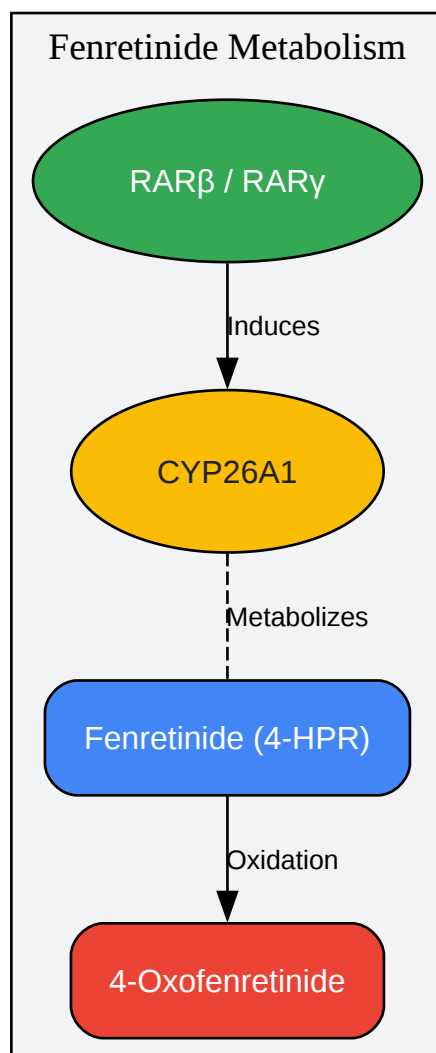 Fenretinide Metabolism
RARβ / RARγ
Induces
CYP26A1
Metabolizes
Fenretinide (4-HPR)
Oxidation
4-Oxofenretinide